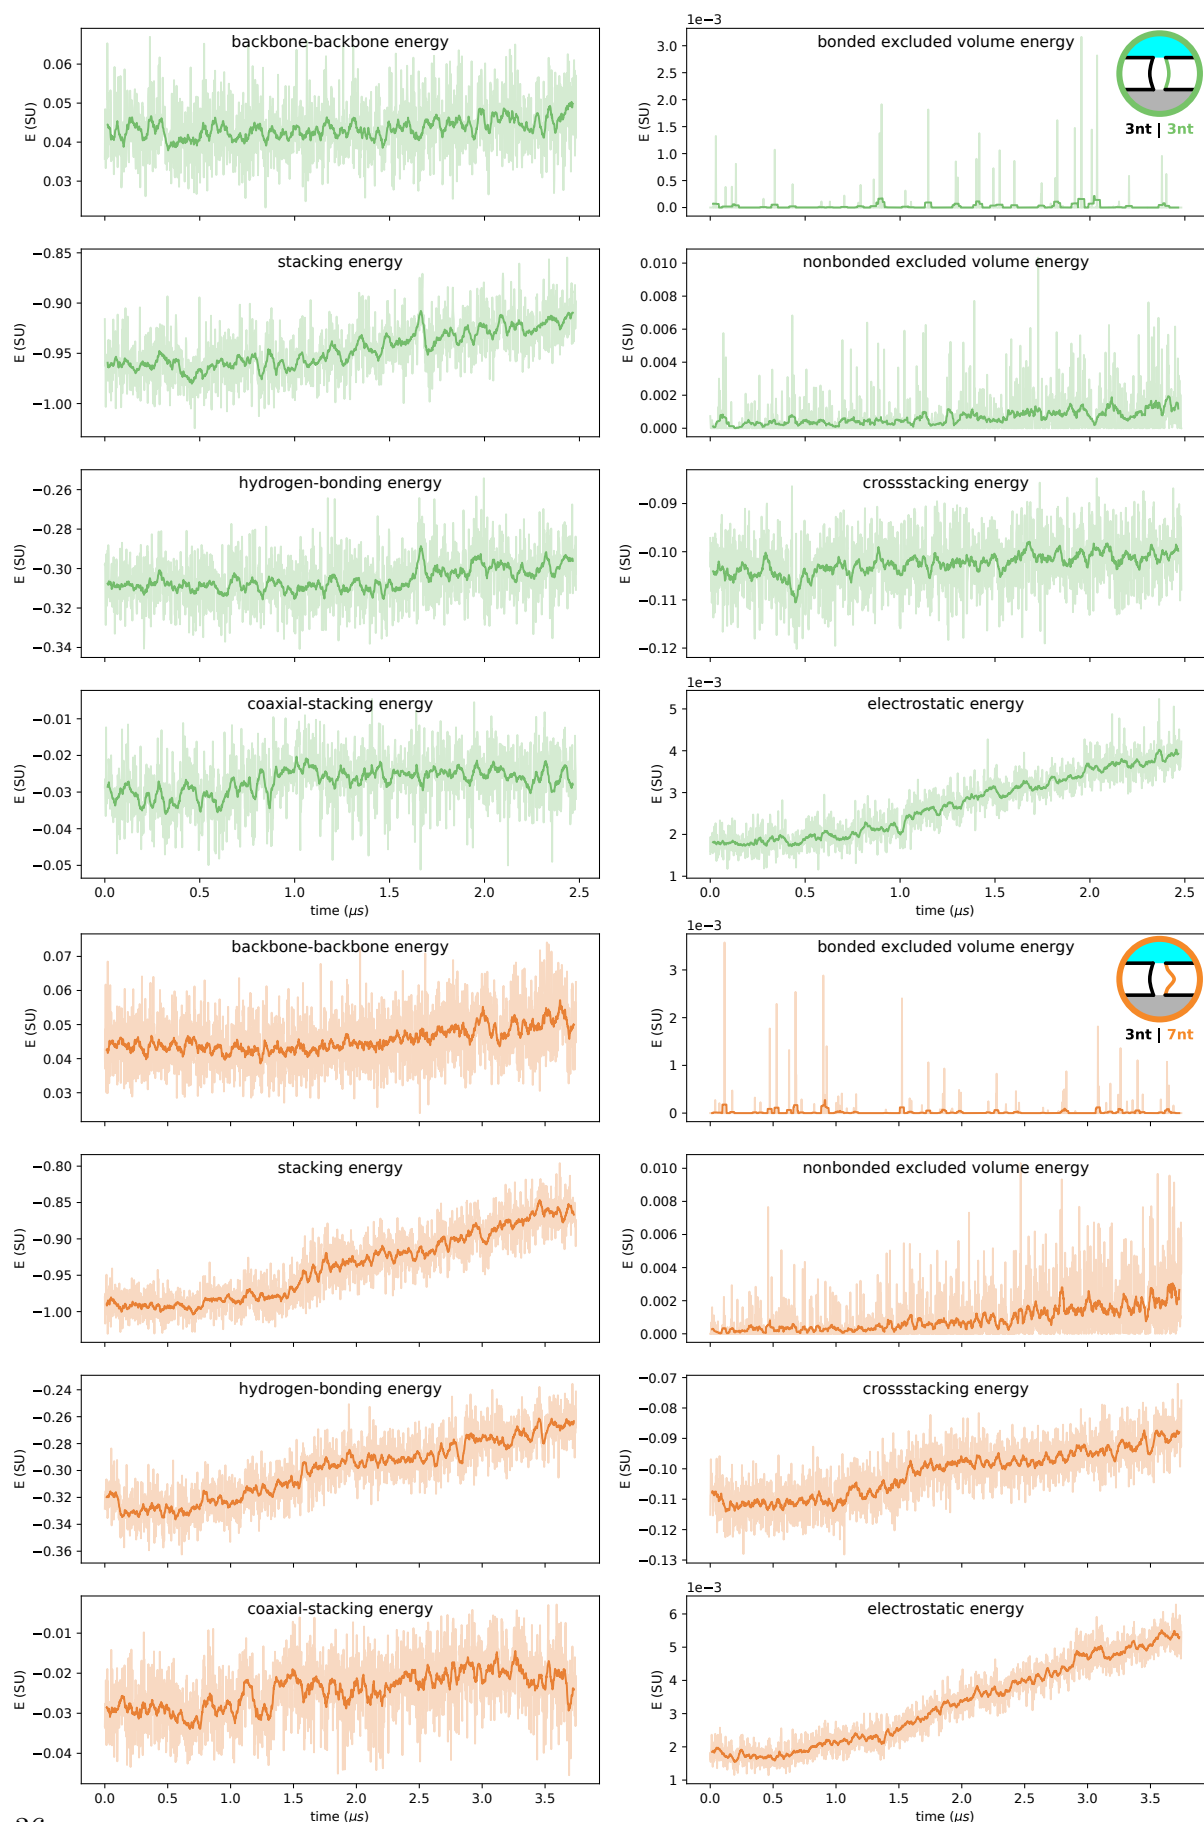 backbone-backbone energy
E (SU)
0.06
0.05
0.04
0.03
1e−3
bonded excluded volume energy
E (SU)
3.0
2.5
2.0
1.5
1.0
0.5
0.0
3nt | 3nt
stacking energy
E (SU)
−0.85
−0.90
−0.95
−1.00
nonbonded excluded volume energy
E (SU)
0.010
0.008
0.006
0.004
0.002
0.000
hydrogen-bonding energy
E (SU)
−0.26
−0.28
−0.30
−0.32
−0.34
crossstacking energy
E (SU)
−0.09
−0.10
−0.11
−0.12
coaxial-stacking energy
E (SU)
−0.01
−0.02
−0.03
−0.04
−0.05
0.0 0.5 1.0 1.5 2.0 2.5
time (μs)
1e−3
electrostatic energy
E (SU)
5
4
3
2
1
0.0 0.5 1.0 1.5 2.0 2.5
time (μs)
backbone-backbone energy
E (SU)
0.07
0.06
0.05
0.04
0.03
1e−3
bonded excluded volume energy
E (SU)
3
2
1
0
3nt | 7nt
stacking energy
E (SU)
−0.80
−0.85
−0.90
−0.95
−1.00
nonbonded excluded volume energy
E (SU)
0.010
0.008
0.006
0.004
0.002
0.000
hydrogen-bonding energy
E (SU)
−0.24
−0.26
−0.28
−0.30
−0.32
−0.34
−0.36
crossstacking energy
E (SU)
−0.07
−0.08
−0.09
−0.10
−0.11
−0.12
−0.13
coaxial-stacking energy
E (SU)
−0.01
−0.02
−0.03
−0.04
0.0 0.5 1.0 1.5 2.0 2.5 3.0 3.5
time (μs)
1e−3
electrostatic energy
E (SU)
6
5
4
3
2
1
0.0 0.5 1.0 1.5 2.0 2.5 3.0 3.5
time (μs)